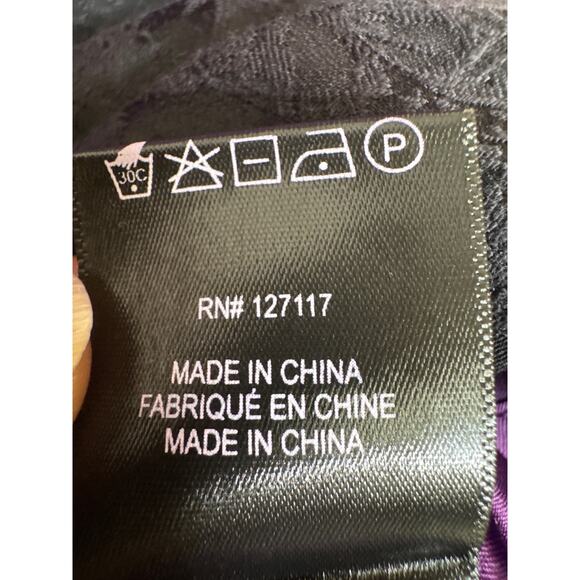 30C
P
RN# 127117
MADE IN CHINA
FABRIQUÉ EN CHINE
MADE IN CHINA